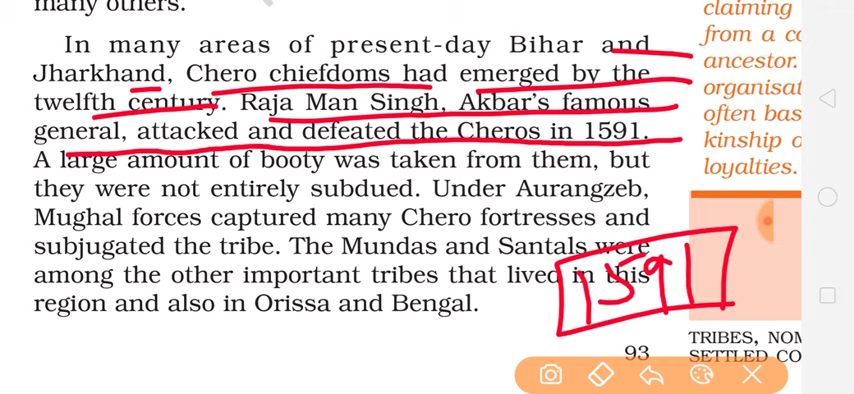 many others.
In many areas of present-day Bihar and
Jharkhand, Chero chiefdoms had emerged by the
twelfth century. Raja Man Singh, Akbar's famous
general, attacked and defeated the Cheros in 1591.
A large amount of booty was taken from them, but
they were not entirely subdued. Under Aurangzeb,
Mughal forces captured many Chero fortresses and
subjugated the tribe. The Mundas and Santals were
among the other important tribes that lived in this
region and also in Orissa and Bengal.
1591
93
claiming
from a co
ancestor.
organisat
often bas
kinship o
loyalties.
TRIBES, NOM
SETTLED CO